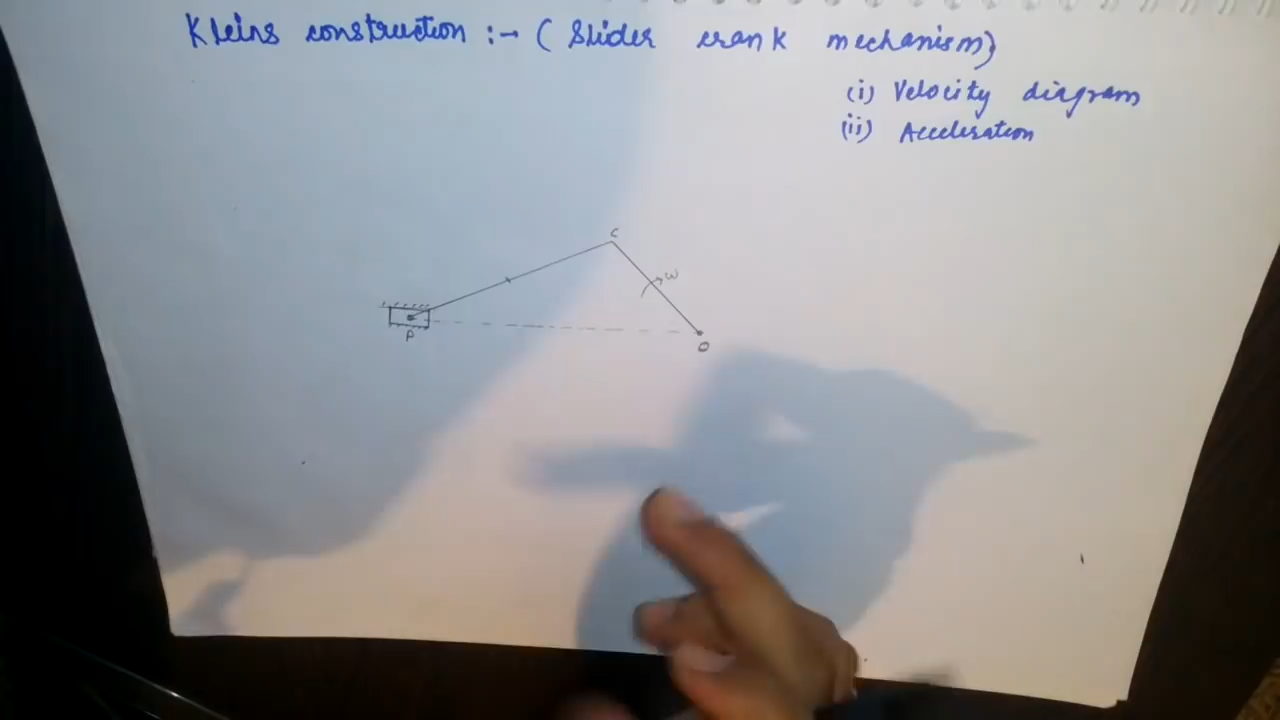 Kleins construction :- (Slider crank mechanism)
(i) Velocity diagram
(ii) Acceleration
C
ω
P
O